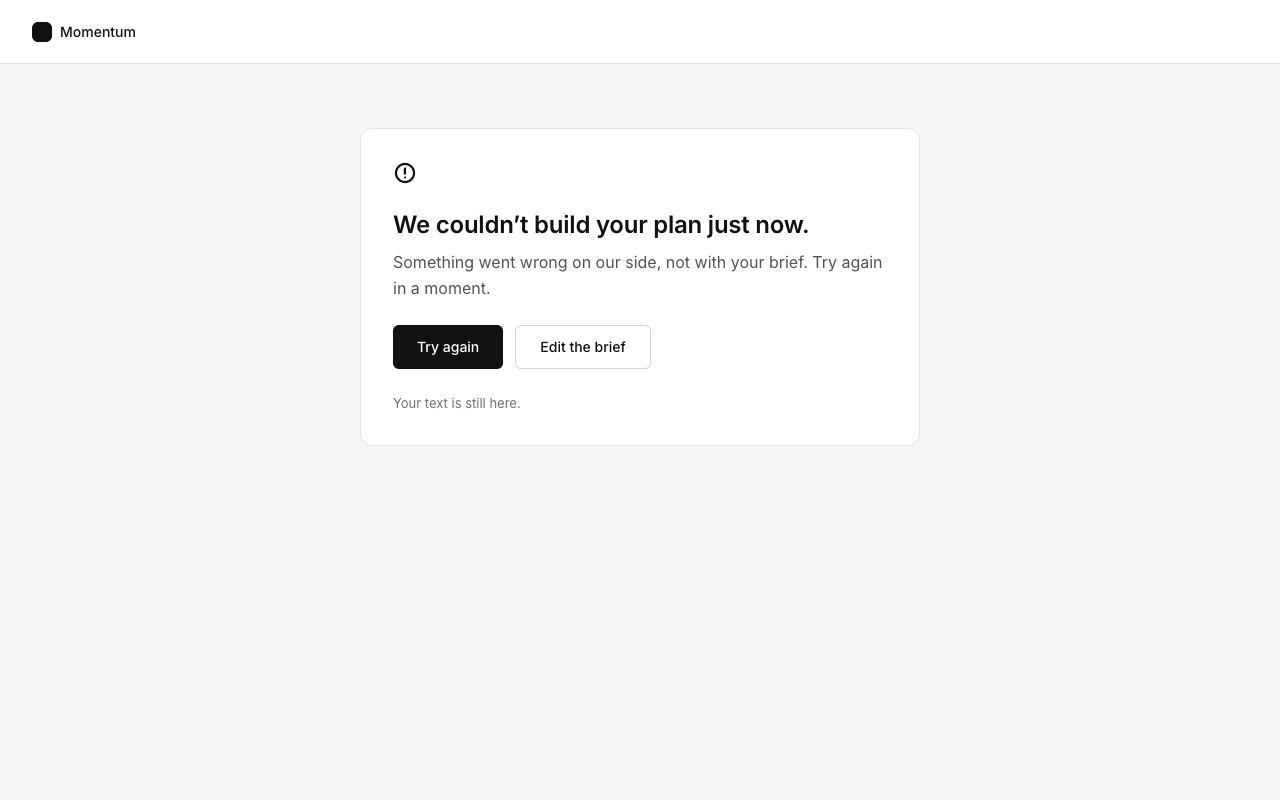 Momentum
We couldn’t build your plan just now.
Something went wrong on our side, not with your brief. Try again
in a moment.
Try again
Edit the brief
Your text is still here.